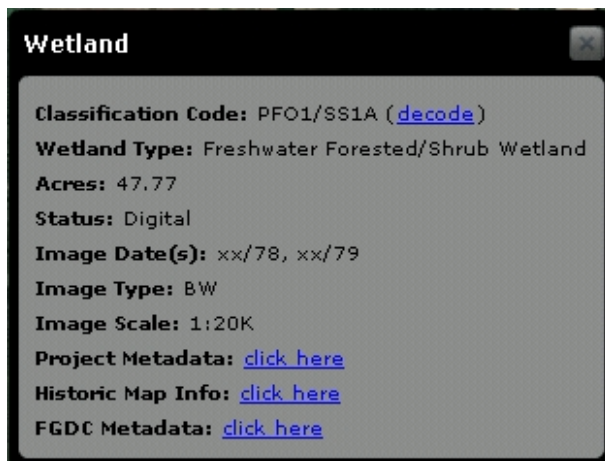 Wetland
Classification Code: PFO1/SS1A (decode)
Wetland Type: Freshwater Forested/Shrub Wetland
Acres: 47.77
Status: Digital
Image Date(s): xx/78, xx/79
Image Type: BW
Image Scale: 1:20K
Project Metadata: click here
Historic Map Info: click here
FGDC Metadata: click here